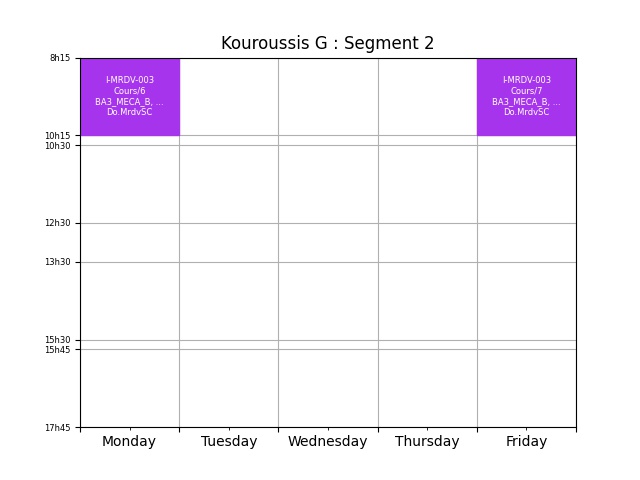 Kouroussis G : Segment 2
8h15
I-MRDV-003
Cours/6
BA3_MECA_B, ...
Do.MrdvSC
I-MRDV-003
Cours/7
BA3_MECA_B, ...
Do.MrdvSC
10h15
10h30
12h30
13h30
15h30
15h45
17h45
Monday
Tuesday
Wednesday
Thursday
Friday